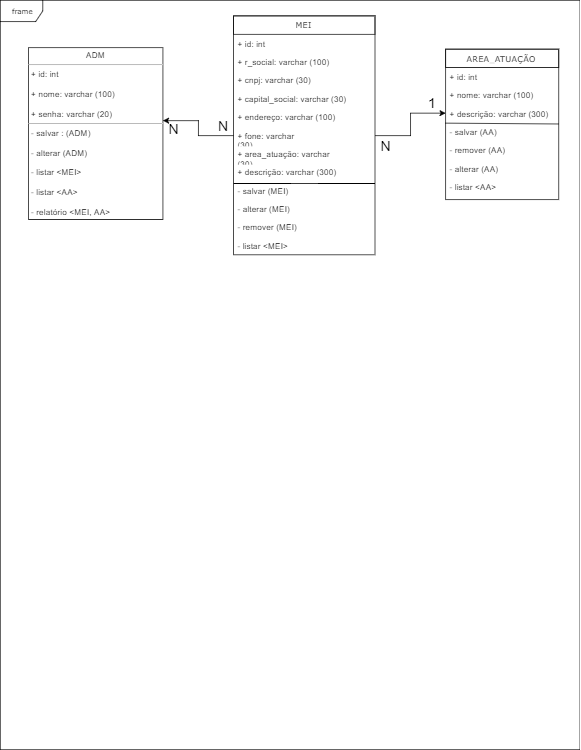 frame
ADM
+ id: int
+ nome: varchar (100)
+ senha: varchar (20)
- salvar : (ADM)
- alterar (ADM)
- listar <MEI>
- listar <AA>
- relatório <MEI, AA>
N
N
MEI
+ id: int
+ r_social: varchar (100)
+ cnpj: varchar (30)
+ capital_social: varchar (30)
+ endereço: varchar (100)
+ fone: varchar
(30)
+ area_atuação: varchar
(30)
+ descrição: varchar (300)
- salvar (MEI)
- alterar (MEI)
- remover (MEI)
- listar <MEI>
N
1
AREA_ATUAÇÃO
+ id: int
+ nome: varchar (100)
+ descrição: varchar (300)
- salvar (AA)
- remover (AA)
- alterar (AA)
- listar <AA>